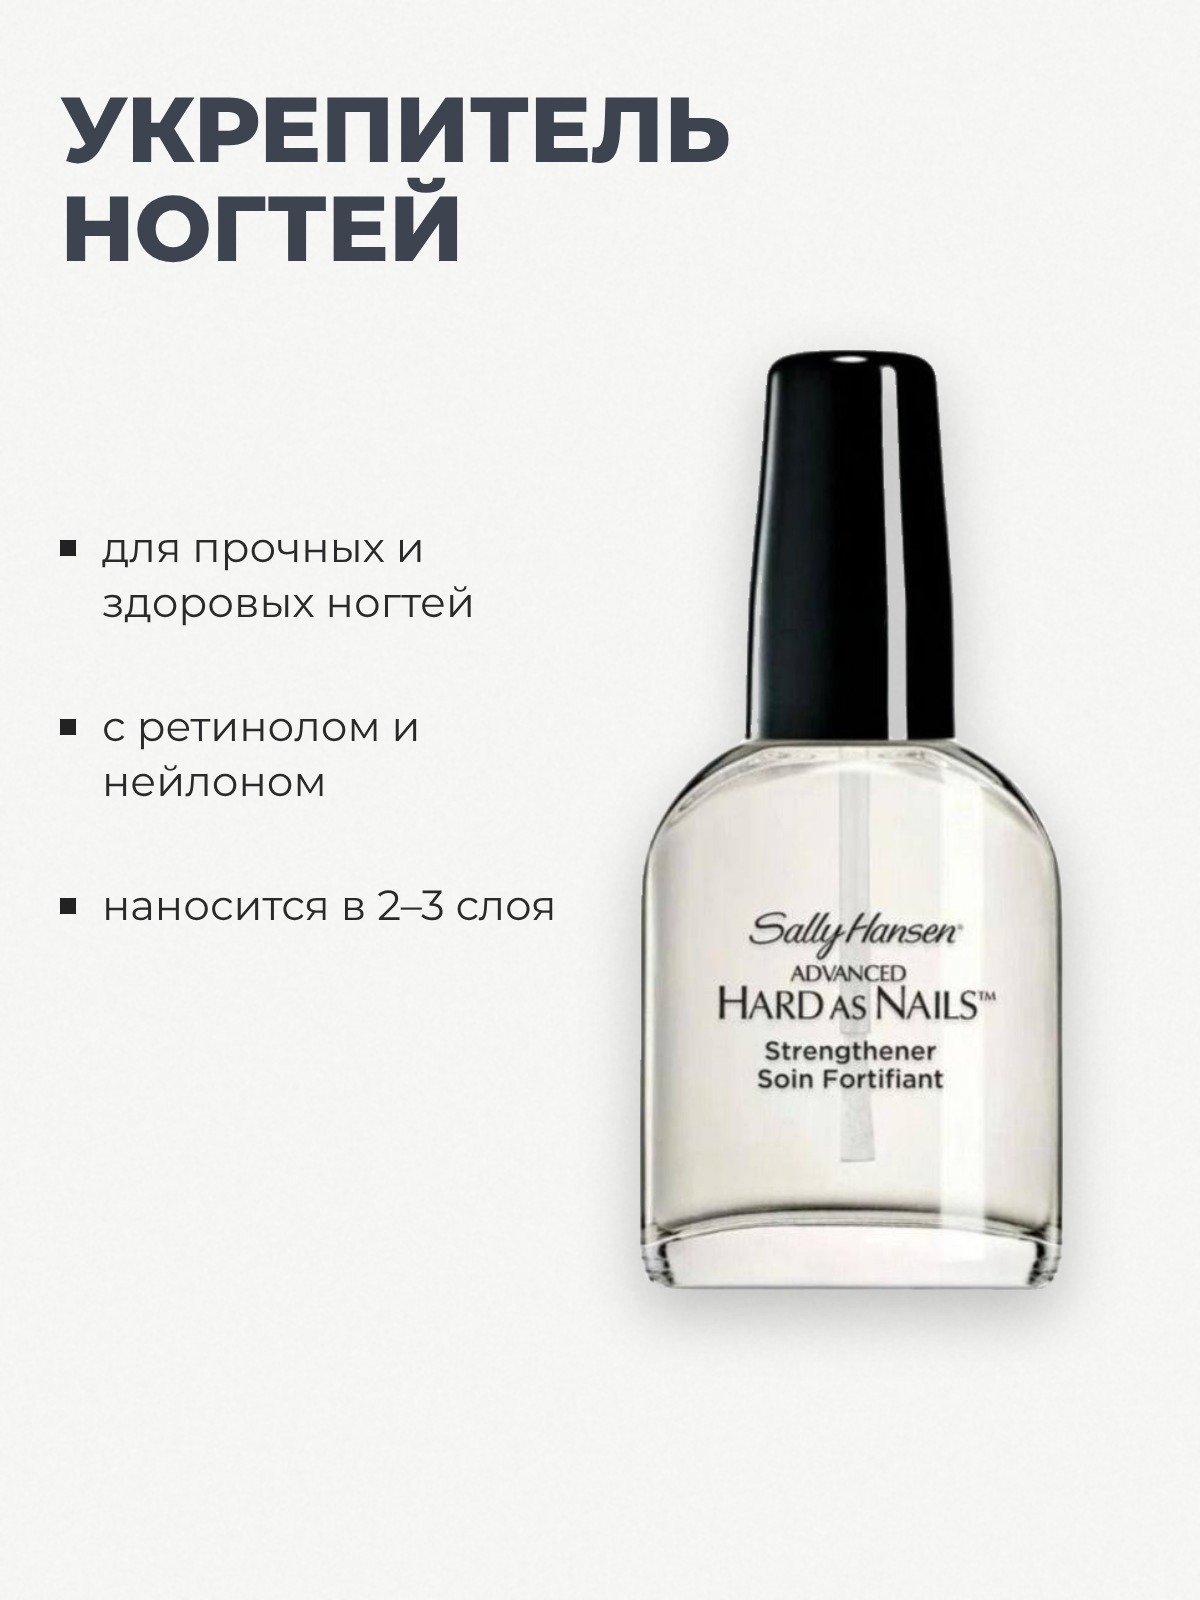 УКРЕПИТЕЛЬ
НОГТЕЙ
для прочных и
здоровых ногтей
с ретинолом и
нейлоном
наносится в 2–3 слоя
Sally Hansen®
ADVANCED
HARD AS NAILS™
Strengthener
Soin Fortifiant